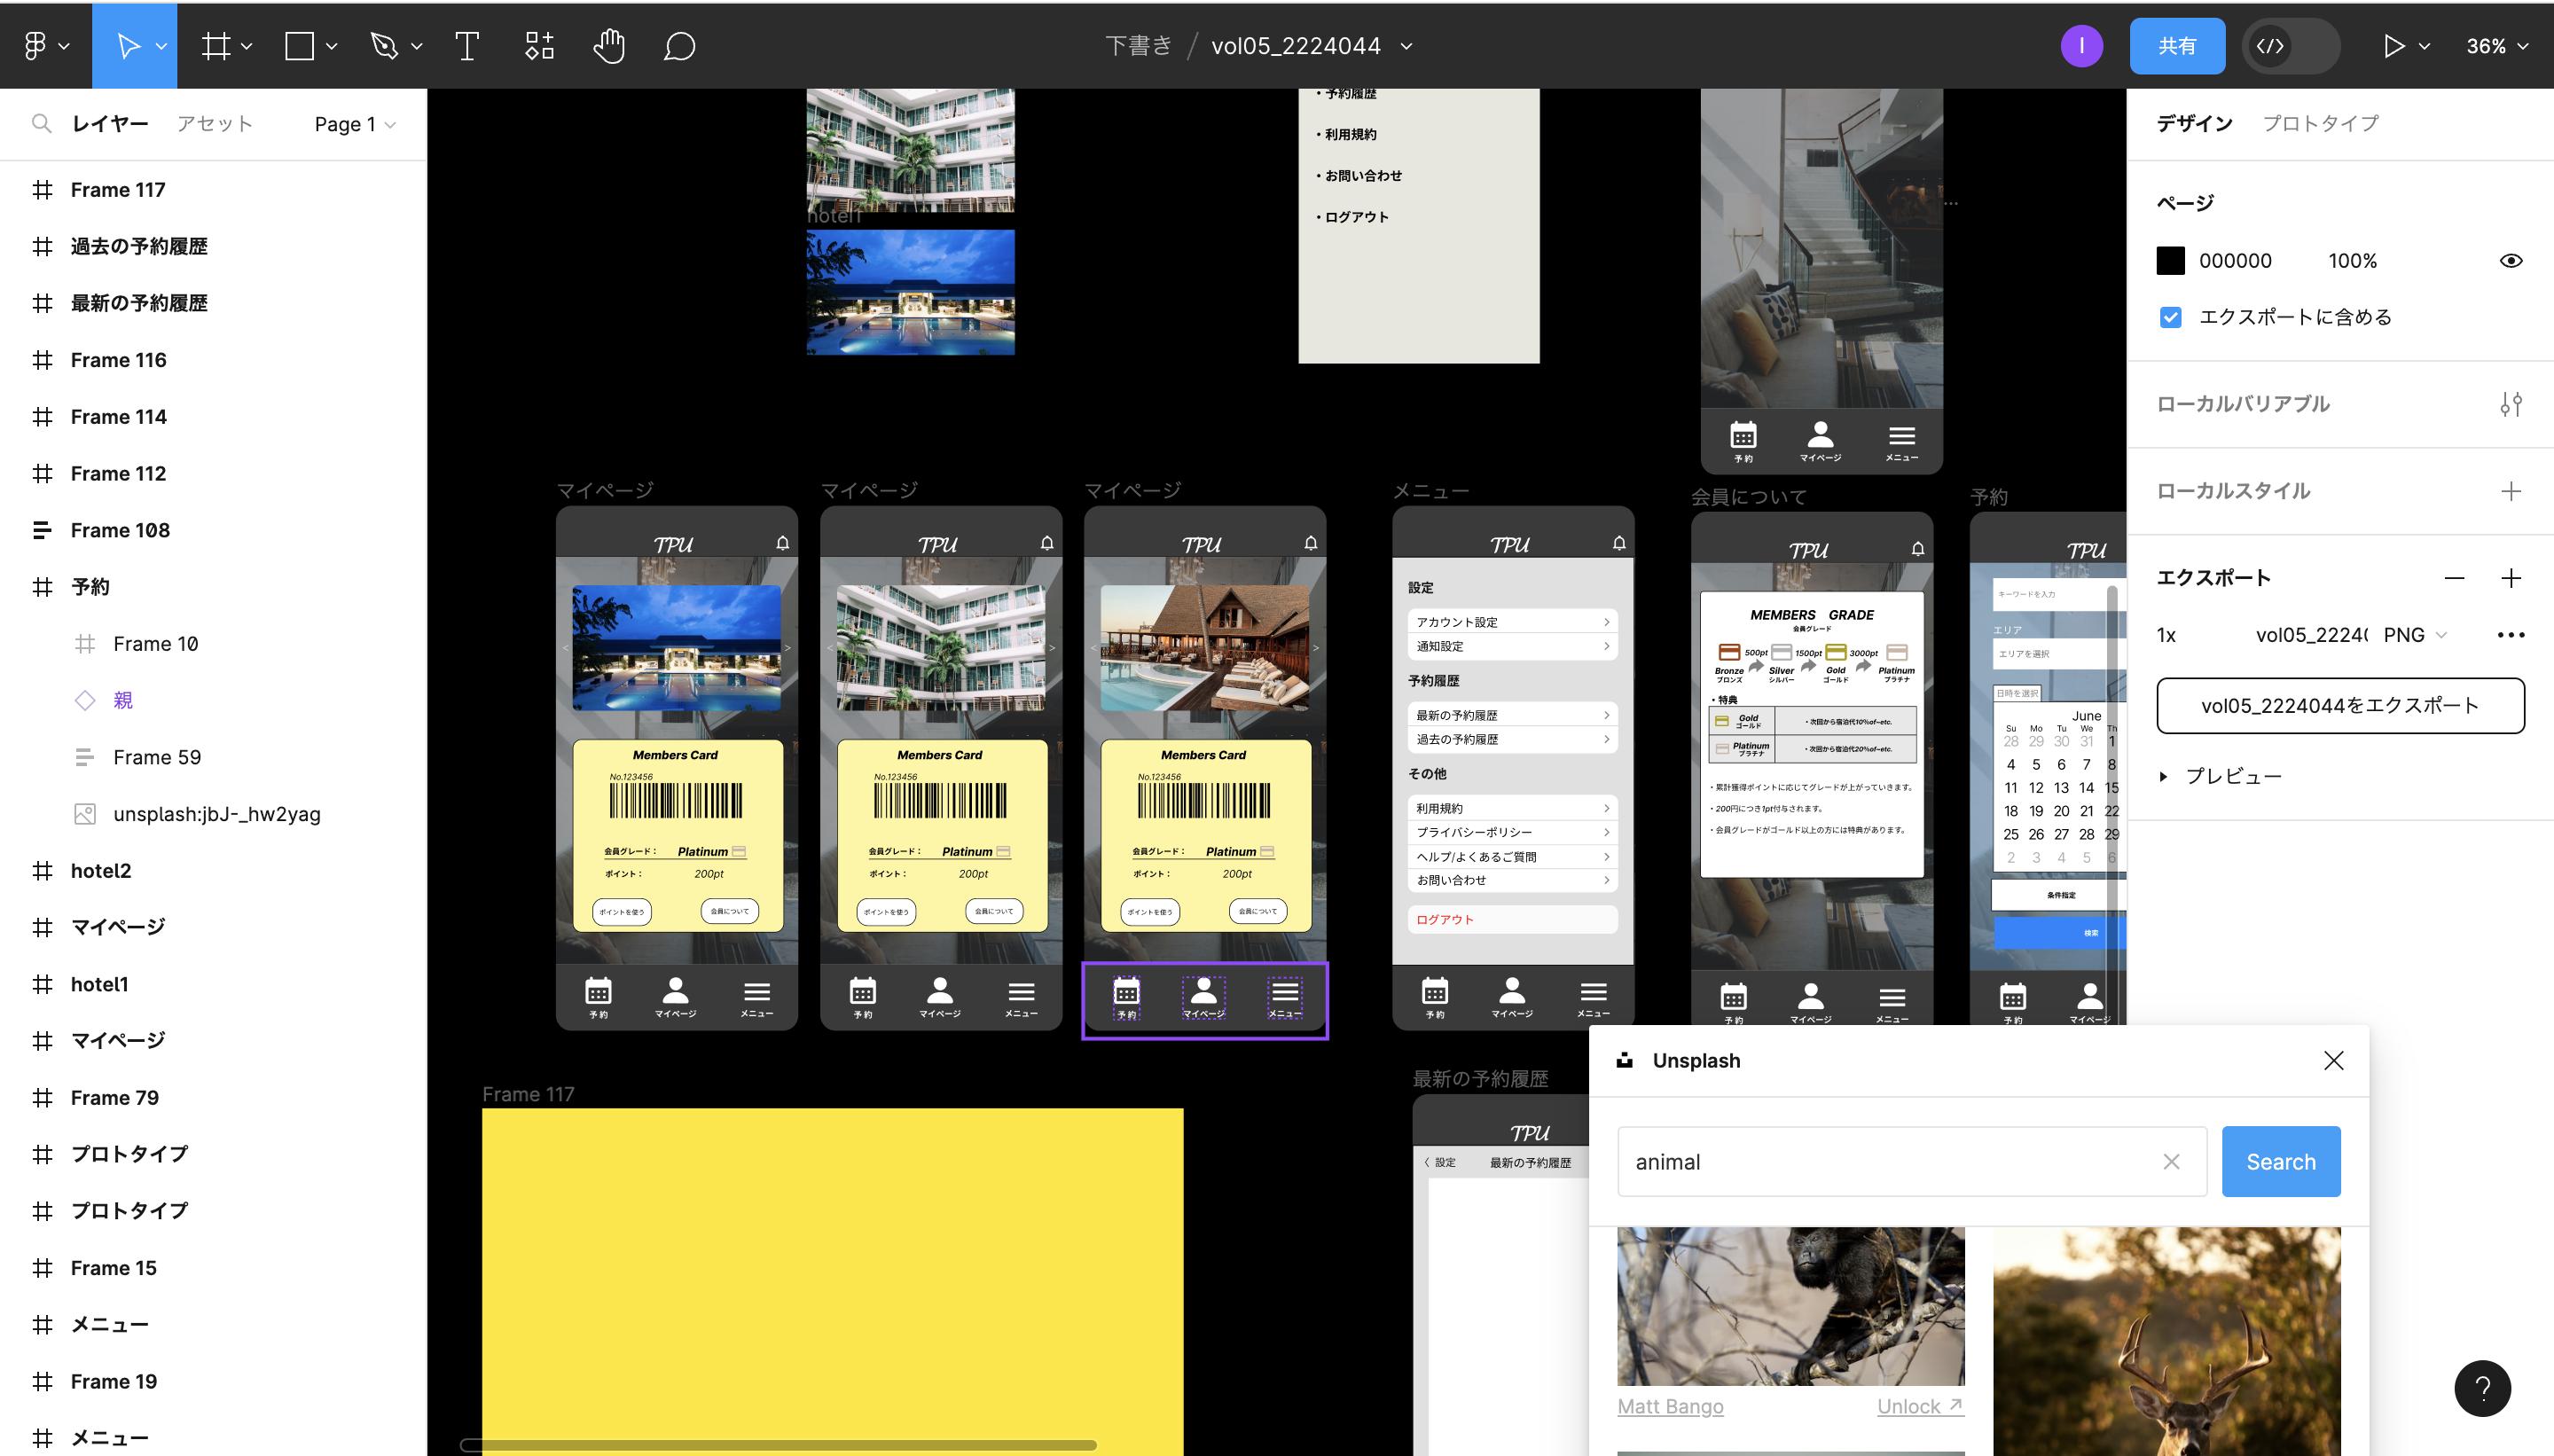 下書き / vol05_2224044
I
共有
36%
レイヤー
アセット
Page 1
Frame 117
過去の予約履歴
最新の予約履歴
Frame 116
Frame 114
Frame 112
Frame 108
予約
Frame 10
親
Frame 59
unsplash:jbJ-_hw2yag
hotel2
マイページ
hotel1
マイページ
Frame 79
プロトタイプ
プロトタイプ
Frame 15
メニュー
Frame 19
メニュー
hotel1
・予約履歴
・利用規約
・お問い合わせ
・ログアウト
予約
マイページ
メニュー
マイページ
TPU
Members Card
No.123456
会員グレード：
Platinum
ポイント：
200pt
ポイントを使う
会員について
予約
マイページ
メニュー
マイページ
TPU
Members Card
No.123456
会員グレード：
Platinum
ポイント：
200pt
ポイントを使う
会員について
予約
マイページ
メニュー
マイページ
TPU
Members Card
No.123456
会員グレード：
Platinum
ポイント：
200pt
ポイントを使う
会員について
予約
マイページ
メニュー
メニュー
TPU
設定
アカウント設定
通知設定
予約履歴
最新の予約履歴
過去の予約履歴
その他
利用規約
プライバシーポリシー
ヘルプ/よくあるご質問
お問い合わせ
ログアウト
予約
マイページ
メニュー
会員について
TPU
MEMBERS GRADE
会員グレード
500pt
1500pt
3000pt
Bronze
Silver
Gold
Platinum
ブロンズ
シルバー
ゴールド
プラチナ
・特典
Gold
ゴールド
・次回から宿泊代10%of~etc.
Platinum
プラチナ
・次回から宿泊代20%of~etc.
・累計獲得ポイントに応じてグレードが上がっていきます。
・200円につき1pt付与されます。
・会員グレードがゴールド以上の方には特典があります。
予約
マイページ
メニュー
予約
TPU
キーワードを入力
エリア
エリアを選択
日時を選択
June
Su Mo Tu We Th
28 29 30 31 1
4 5 6 7 8
11 12 13 14 15
18 19 20 21 22
25 26 27 28 29
2 3 4 5 6
条件指定
検索
予約
マイページ
Frame 117
最新の予約履歴
TPU
設定
最新の予約履歴
デザイン
プロトタイプ
ページ
000000
100%
エクスポートに含める
ローカルバリアブル
ローカルスタイル
エクスポート
1x
PNG
vol05_2224044をエクスポート
プレビュー
Unsplash
animal
Search
Matt Bango
Unlock
?